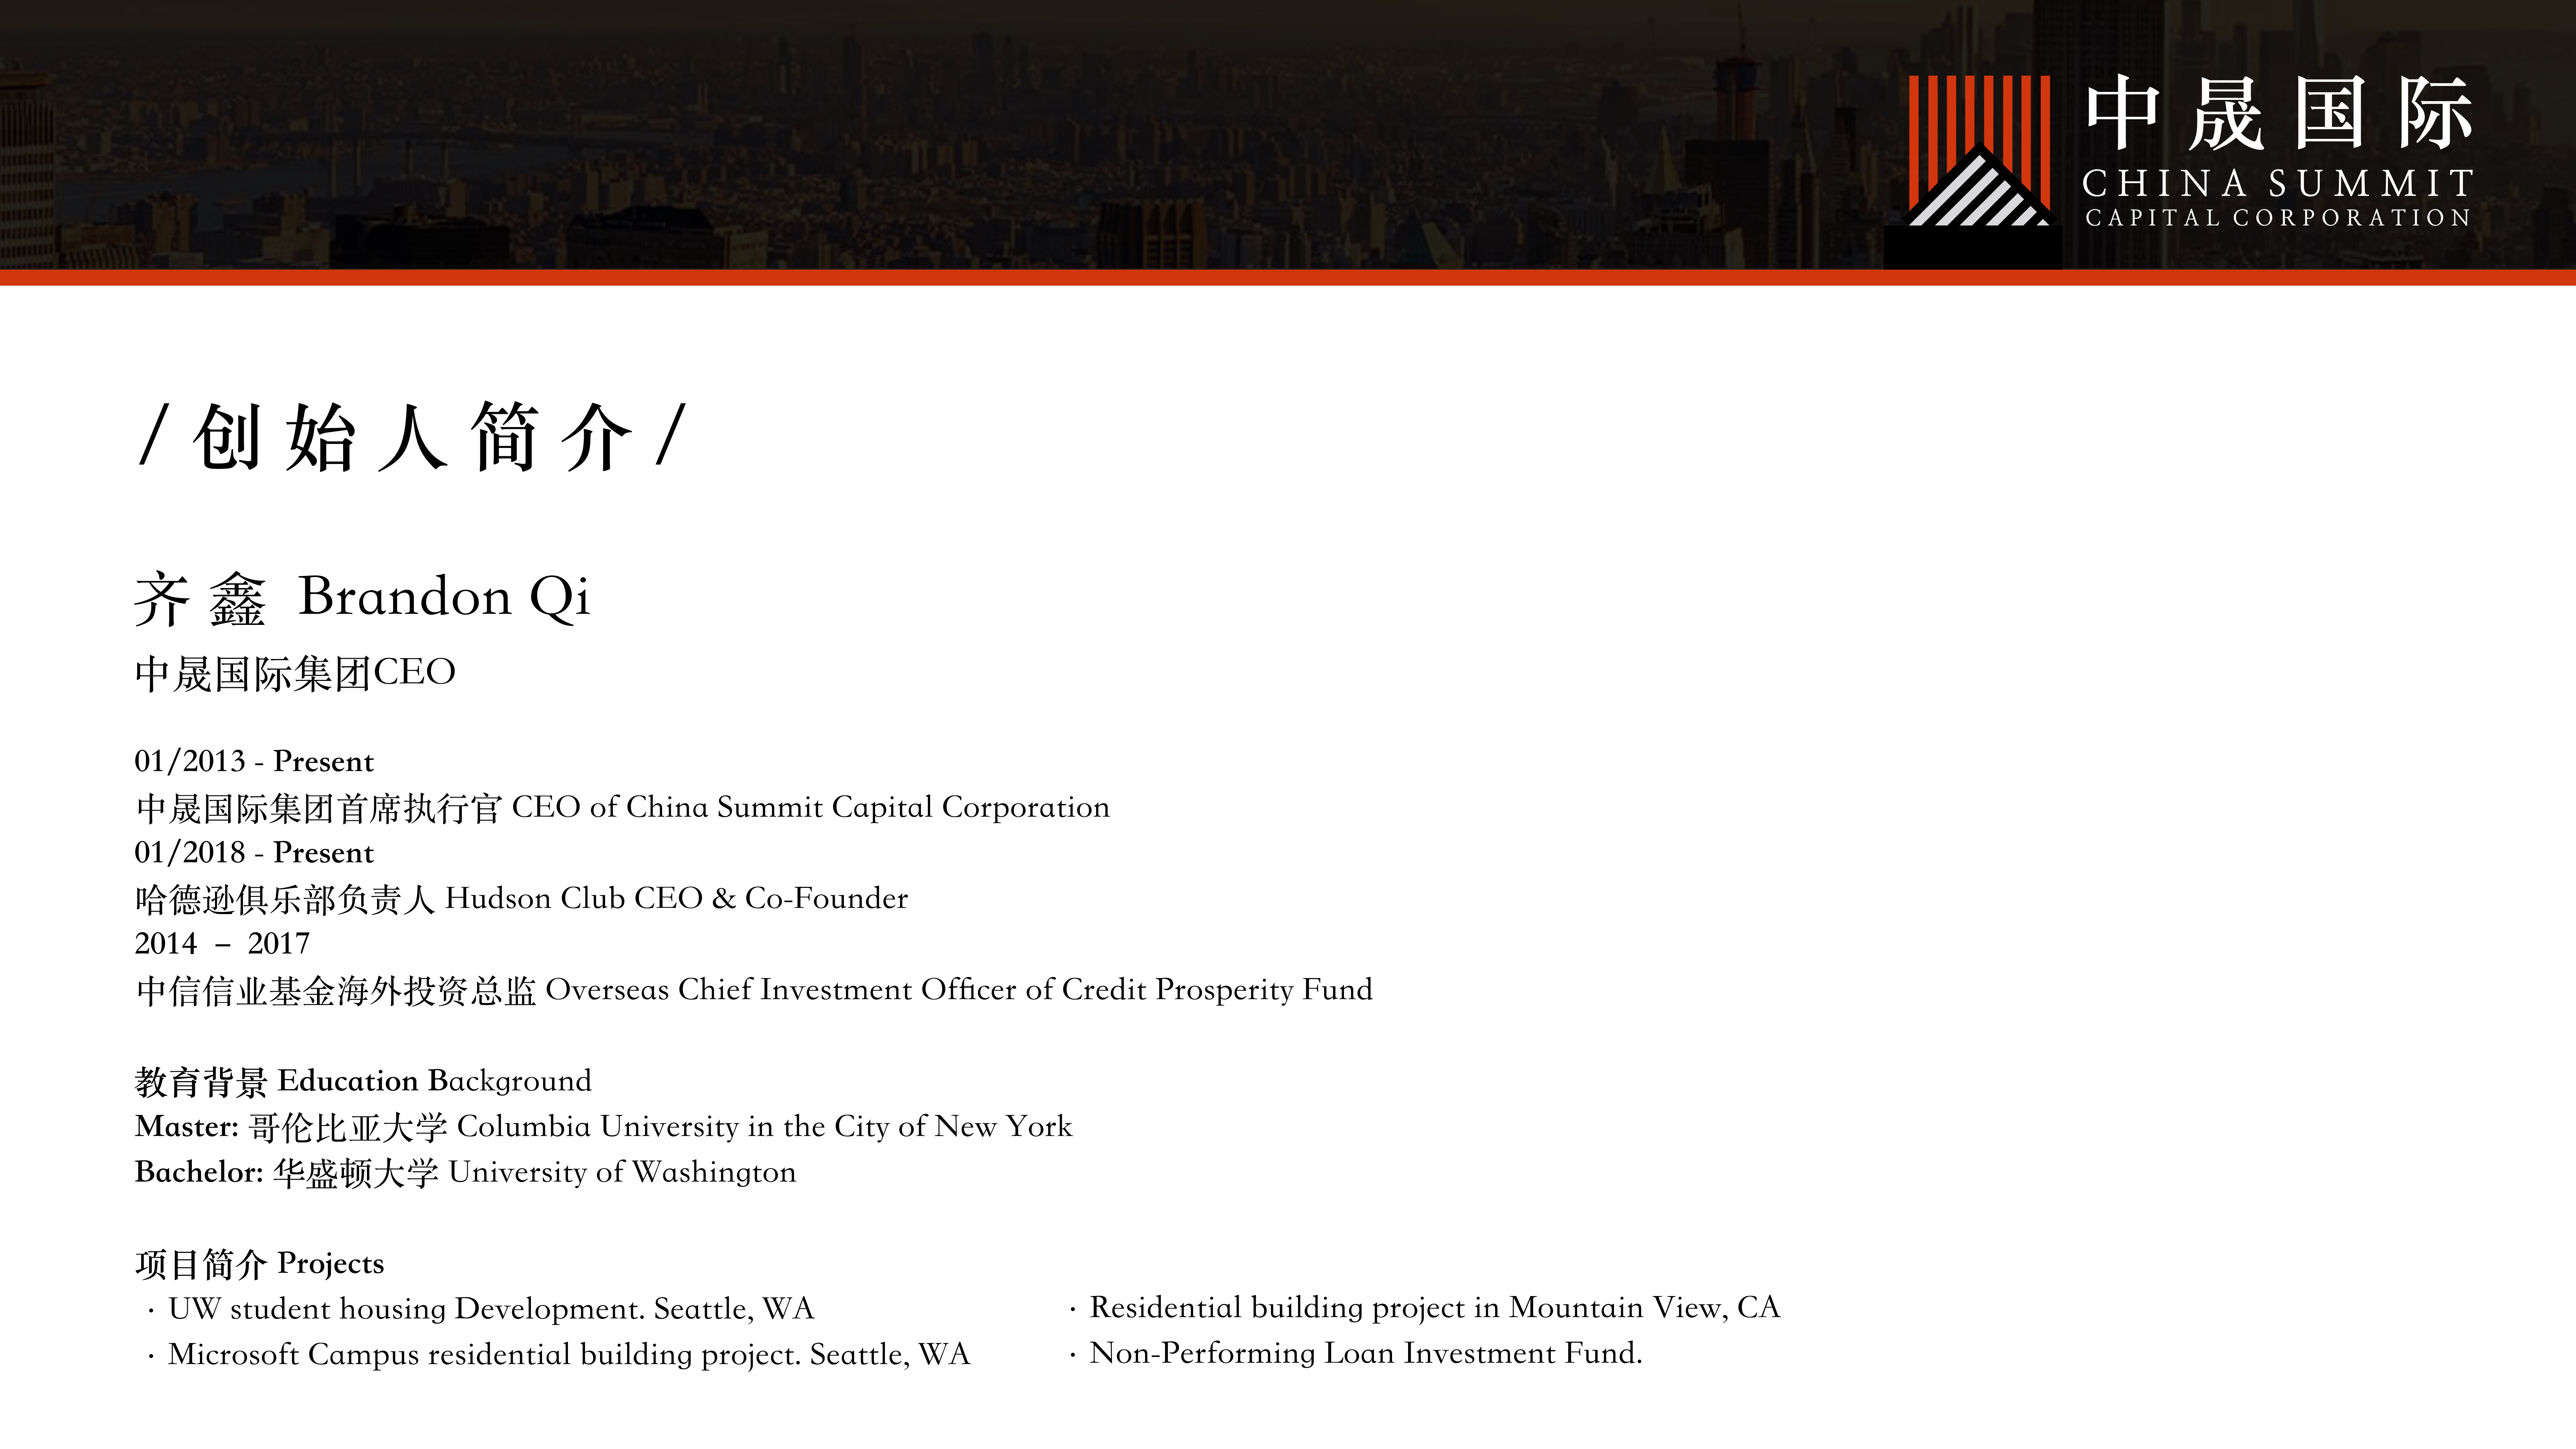 中晟国际
CHINA SUMMIT
CAPITAL CORPORATION
/创始人简介/
齐鑫 Brandon Qi
中晟国际集团CEO
01/2013 - Present
中晟国际集团首席执行官 CEO of China Summit Capital Corporation
01/2018 - Present
哈德逊俱乐部负责人 Hudson Club CEO & Co-Founder
2014 – 2017
中信信业基金海外投资总监 Overseas Chief Investment Officer of Credit Prosperity Fund
教育背景 Education Background
Master: 哥伦比亚大学 Columbia University in the City of New York
Bachelor: 华盛顿大学 University of Washington
项目简介 Projects
· UW student housing Development. Seattle, WA
· Microsoft Campus residential building project. Seattle, WA
· Residential building project in Mountain View, CA
· Non-Performing Loan Investment Fund.